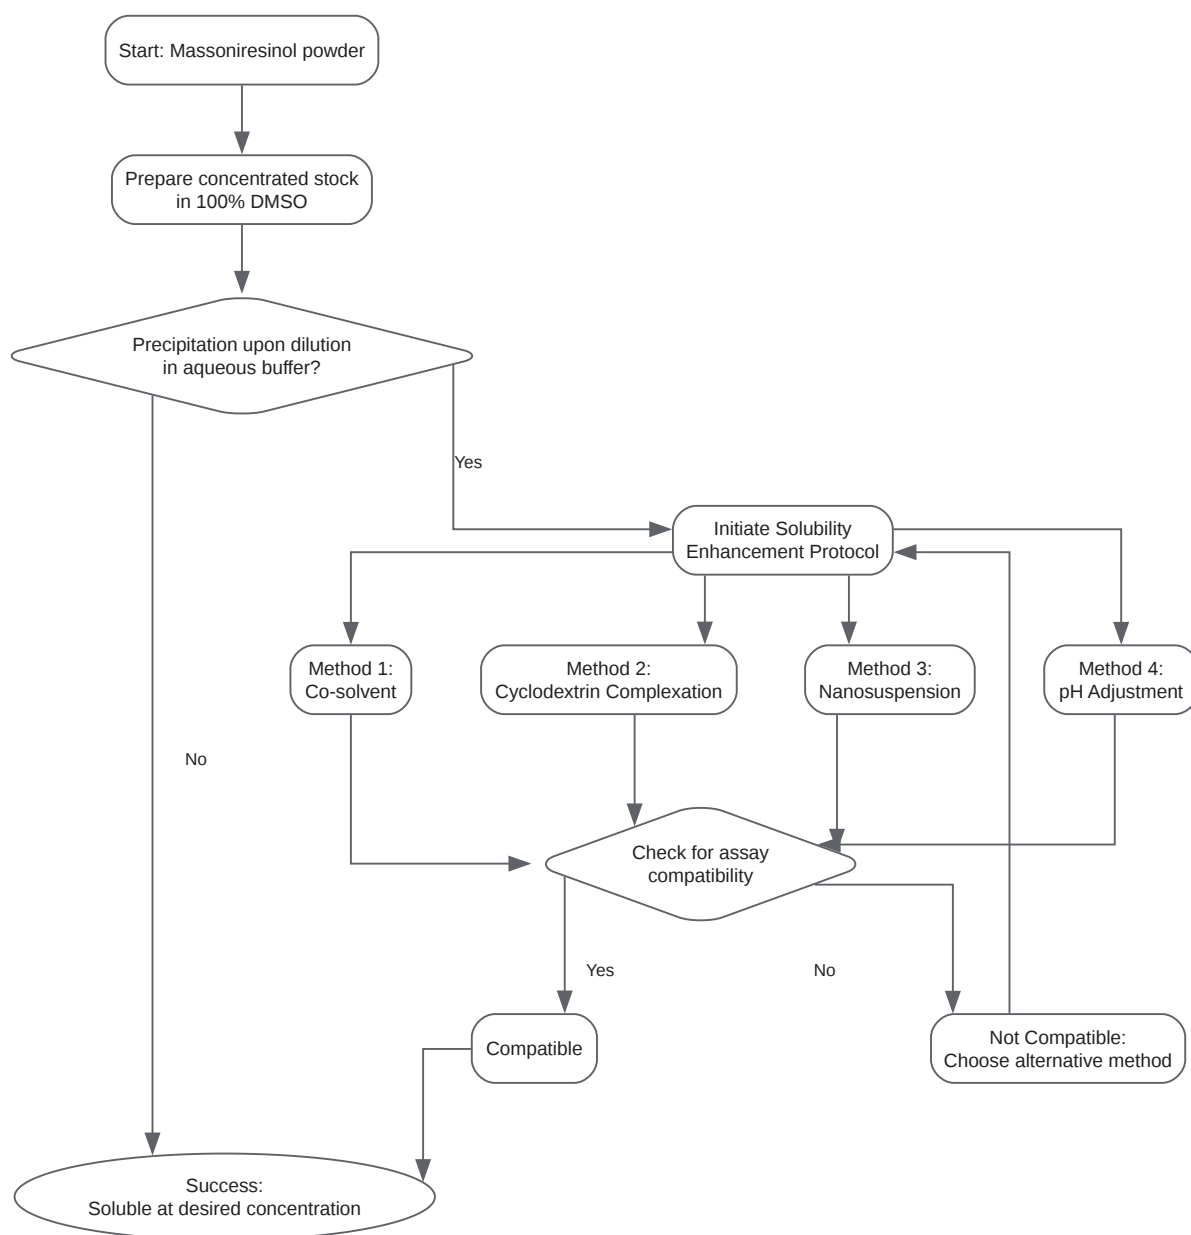 Start: Massoniresinol powder
Prepare concentrated stock
in 100% DMSO
Precipitation upon dilution
in aqueous buffer?
Yes
Initiate Solubility
Enhancement Protocol
Method 1:
Co-solvent
Method 2:
Cyclodextrin Complexation
Method 3:
Nanosuspension
Method 4:
pH Adjustment
No
Check for assay
compatibility
Yes
No
Compatible
Not Compatible:
Choose alternative method
Success:
Soluble at desired concentration